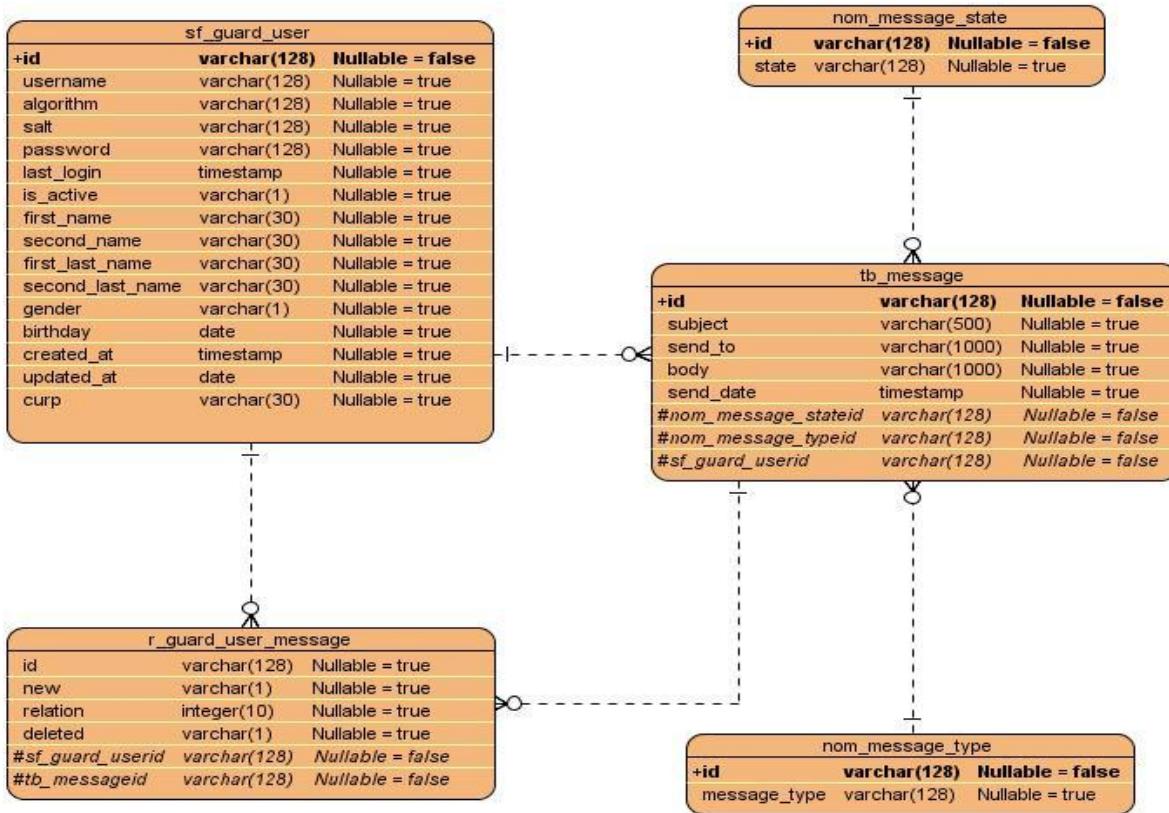 sf_guard_user
+id varchar(128) Nullable = false
username varchar(128) Nullable = true
algorithm varchar(128) Nullable = true
salt varchar(128) Nullable = true
password varchar(128) Nullable = true
last_login timestamp Nullable = true
is_active varchar(1) Nullable = true
first_name varchar(30) Nullable = true
second_name varchar(30) Nullable = true
first_last_name varchar(30) Nullable = true
second_last_name varchar(30) Nullable = true
gender varchar(1) Nullable = true
birthday date Nullable = true
created_at timestamp Nullable = true
updated_at date Nullable = true
curp varchar(30) Nullable = true
nom_message_state
+id varchar(128) Nullable = false
state varchar(128) Nullable = true
tb_message
+id varchar(128) Nullable = false
subject varchar(500) Nullable = true
send_to varchar(1000) Nullable = true
body varchar(1000) Nullable = true
send_date timestamp Nullable = true
#nom_message_stateid varchar(128) Nullable = false
#nom_message_typeid varchar(128) Nullable = false
#sf_guard_userid varchar(128) Nullable = false
r_guard_user_message
id varchar(128) Nullable = true
new varchar(1) Nullable = true
relation integer(10) Nullable = true
deleted varchar(1) Nullable = true
#sf_guard_userid varchar(128) Nullable = false
#tb_messageid varchar(128) Nullable = false
nom_message_type
+id varchar(128) Nullable = false
message_type varchar(128) Nullable = true